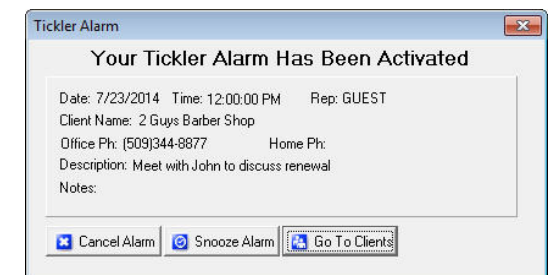 Tickler Alarm
Your Tickler Alarm Has Been Activated
Date: 7/23/2014 Time: 12:00:00 PM Rep: GUEST
Client Name: 2 Guys Barber Shop
Office Ph: (509)344-8877 Home Ph:
Description: Meet with John to discuss renewal
Notes:
Cancel Alarm Snooze Alarm Go To Clients